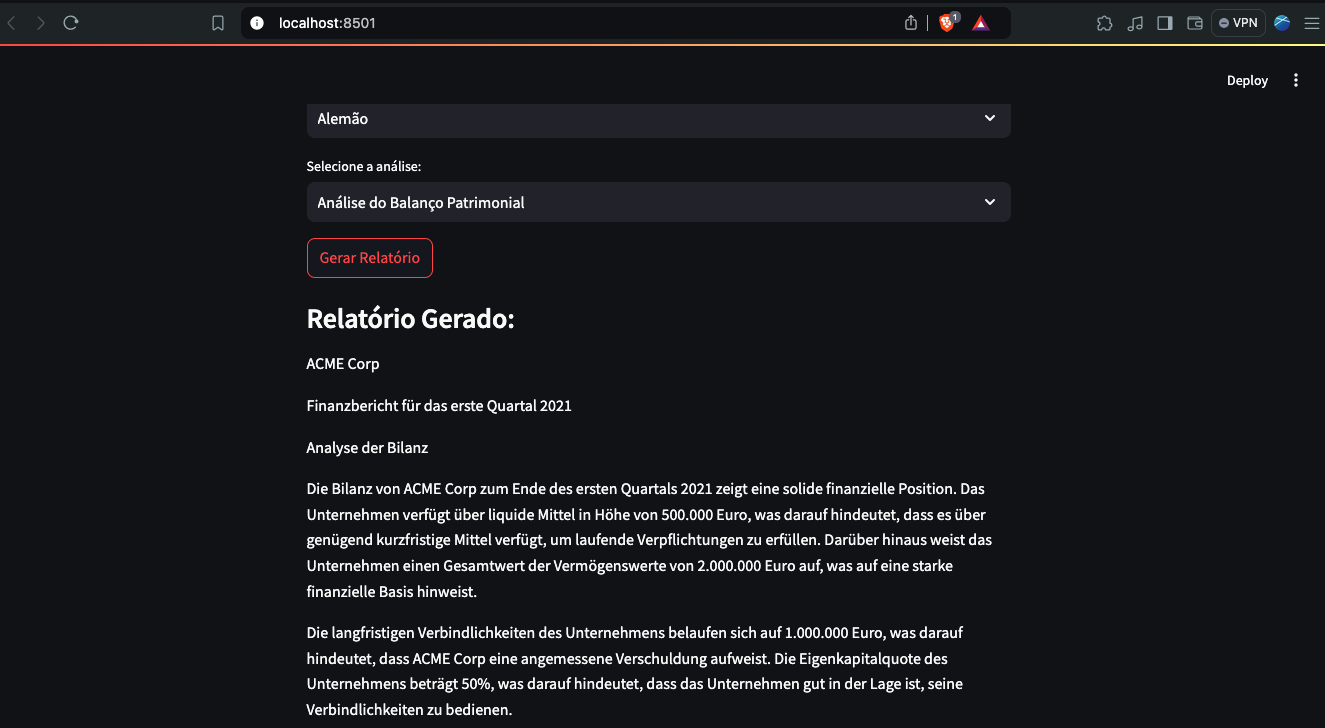 localhost:8501
1
VPN
Deploy
Alemão
Selecione a análise:
Análise do Balanço Patrimonial
Gerar Relatório
Relatório Gerado:
ACME Corp
Finanzbericht für das erste Quartal 2021
Analyse der Bilanz
Die Bilanz von ACME Corp zum Ende des ersten Quartals 2021 zeigt eine solide finanzielle Position. Das
Unternehmen verfügt über liquide Mittel in Höhe von 500.000 Euro, was darauf hindeutet, dass es über
genügend kurzfristige Mittel verfügt, um laufende Verpflichtungen zu erfüllen. Darüber hinaus weist das
Unternehmen einen Gesamtwert der Vermögenswerte von 2.000.000 Euro auf, was auf eine starke
finanzielle Basis hinweist.
Die langfristigen Verbindlichkeiten des Unternehmens belaufen sich auf 1.000.000 Euro, was darauf
hindeutet, dass ACME Corp eine angemessene Verschuldung aufweist. Die Eigenkapitalquote des
Unternehmens beträgt 50%, was darauf hindeutet, dass das Unternehmen gut in der Lage ist, seine
Verbindlichkeiten zu bedienen.